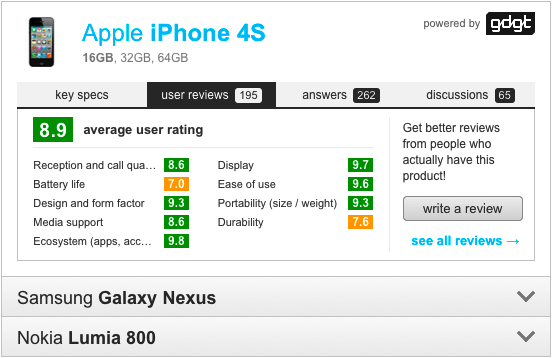 Apple iPhone 4S
powered by gdgt
16GB, 32GB, 64GB
key specs
user reviews 195
answers 262
discussions 65
8.9 average user rating
Reception and call qua... 8.6
Battery life 7.0
Design and form factor 9.3
Media support 8.6
Ecosystem (apps, acc... 9.8
Display 9.7
Ease of use 9.6
Portability (size / weight) 9.3
Durability 7.6
Get better reviews
from people who
actually have this
product!
write a review
see all reviews →
Samsung Galaxy Nexus
Nokia Lumia 800